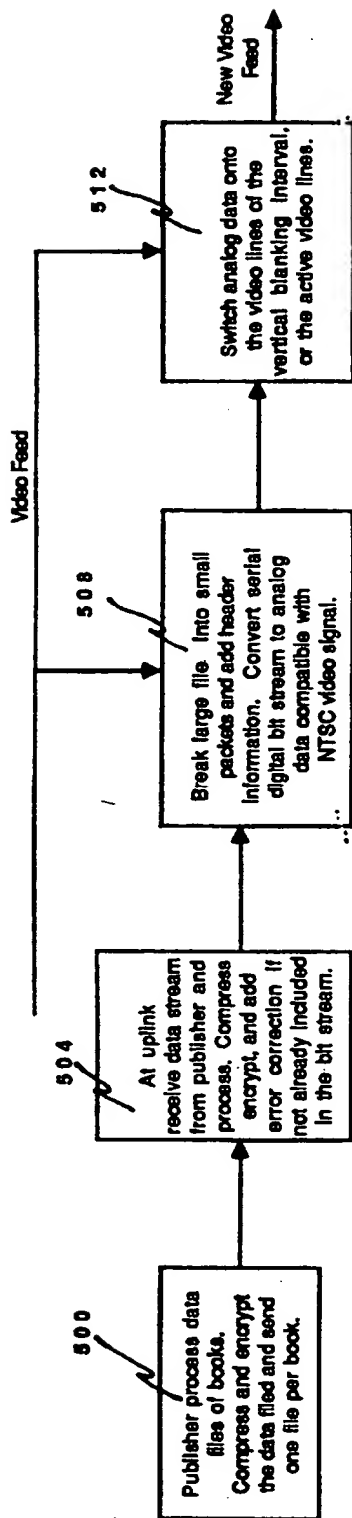 Video Feed
500
Publisher process data
files of books.
Compress and encrypt
the data filed and send
one file per book.
504
At uplink
receive data stream
from publisher and
process. Compress
encrypt, and add
error correction if
not already included
in the bit stream.
508
Break large file. Into small
packets and add header
information. Convert serial
digital bit stream to analog
data compatible with
NTSC video signal.
512
Switch analog data onto
the video lines of the
vertical blanking interval,
or the active video lines.
New Video
Feed